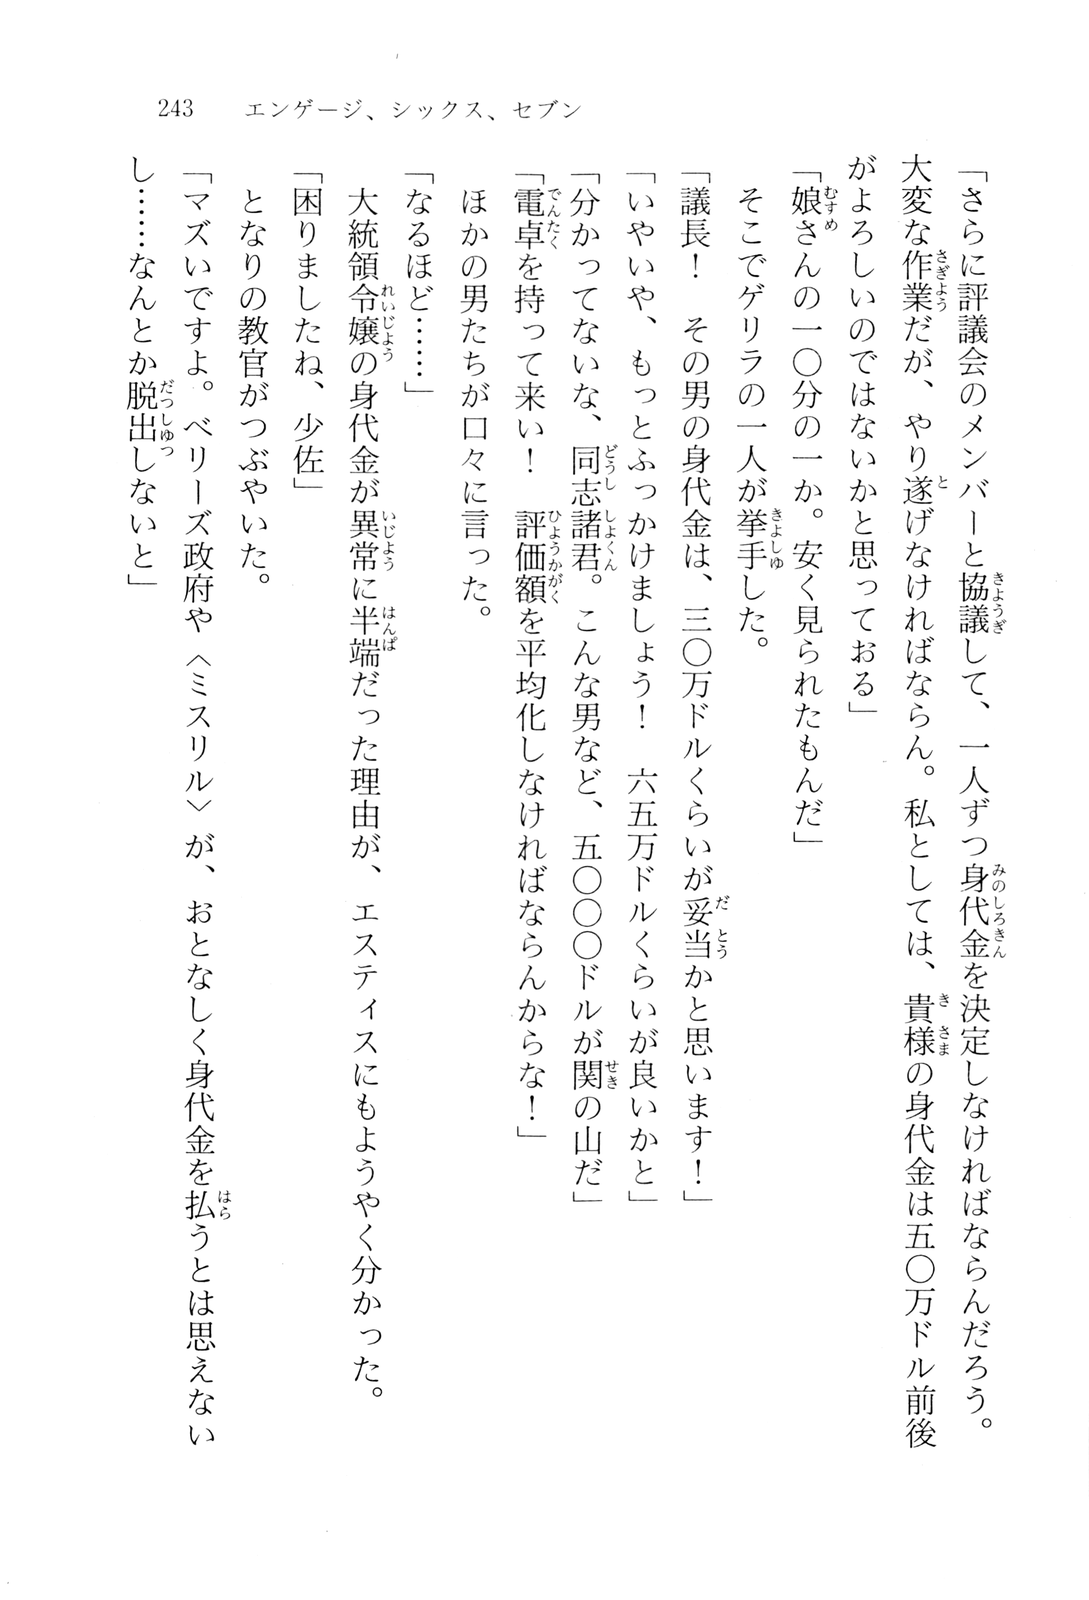 243　エンゲージ、シックス、セブン
「さらに評議会のメンバーと協議して、一人ずつ身代金を決定しなければならんだろう。
大変な作業だが、やり遂げなければならん。私としては、貴様の身代金は五〇万ドル前後
がよろしいのではないかと思っておる」
「娘さんの一〇分の一か。安く見られたもんだ」
　そこでゲリラの一人が挙手した。
「議長！　その男の身代金は、三〇万ドルくらいが妥当かと思います！」
「いやいや、もっとふっかけましょう！　六五万ドルくらいが良いかと」
「分かってないな、同志諸君。こんな男など、五〇〇〇ドルが関の山だ」
「電卓を持って来い！　評価額を平均化しなければならんからな！」
　ほかの男たちが口々に言った。
「なるほど……」
　大統領令嬢の身代金が異常に半端だった理由が、エスティスにもようやく分かった。
「困りましたね、少佐」
　となりの教官がつぶやいた。
「マズいですよ。ベリーズ政府や〈ミスリル〉が、おとなしく身代金を払うとは思えない
し……なんとか脱出しないと」